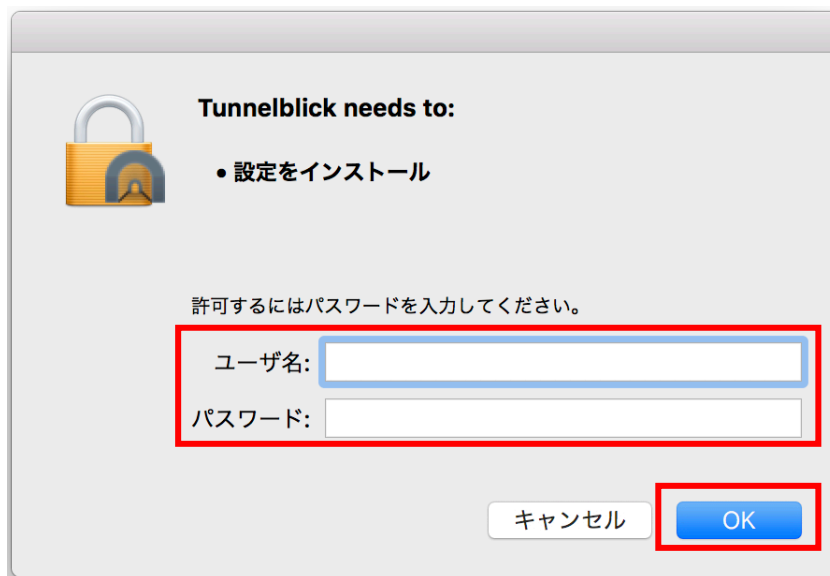 Tunnelblick needs to:
• 設定をインストール
許可するにはパスワードを入力してください。
ユーザ名:
パスワード:
キャンセル
OK